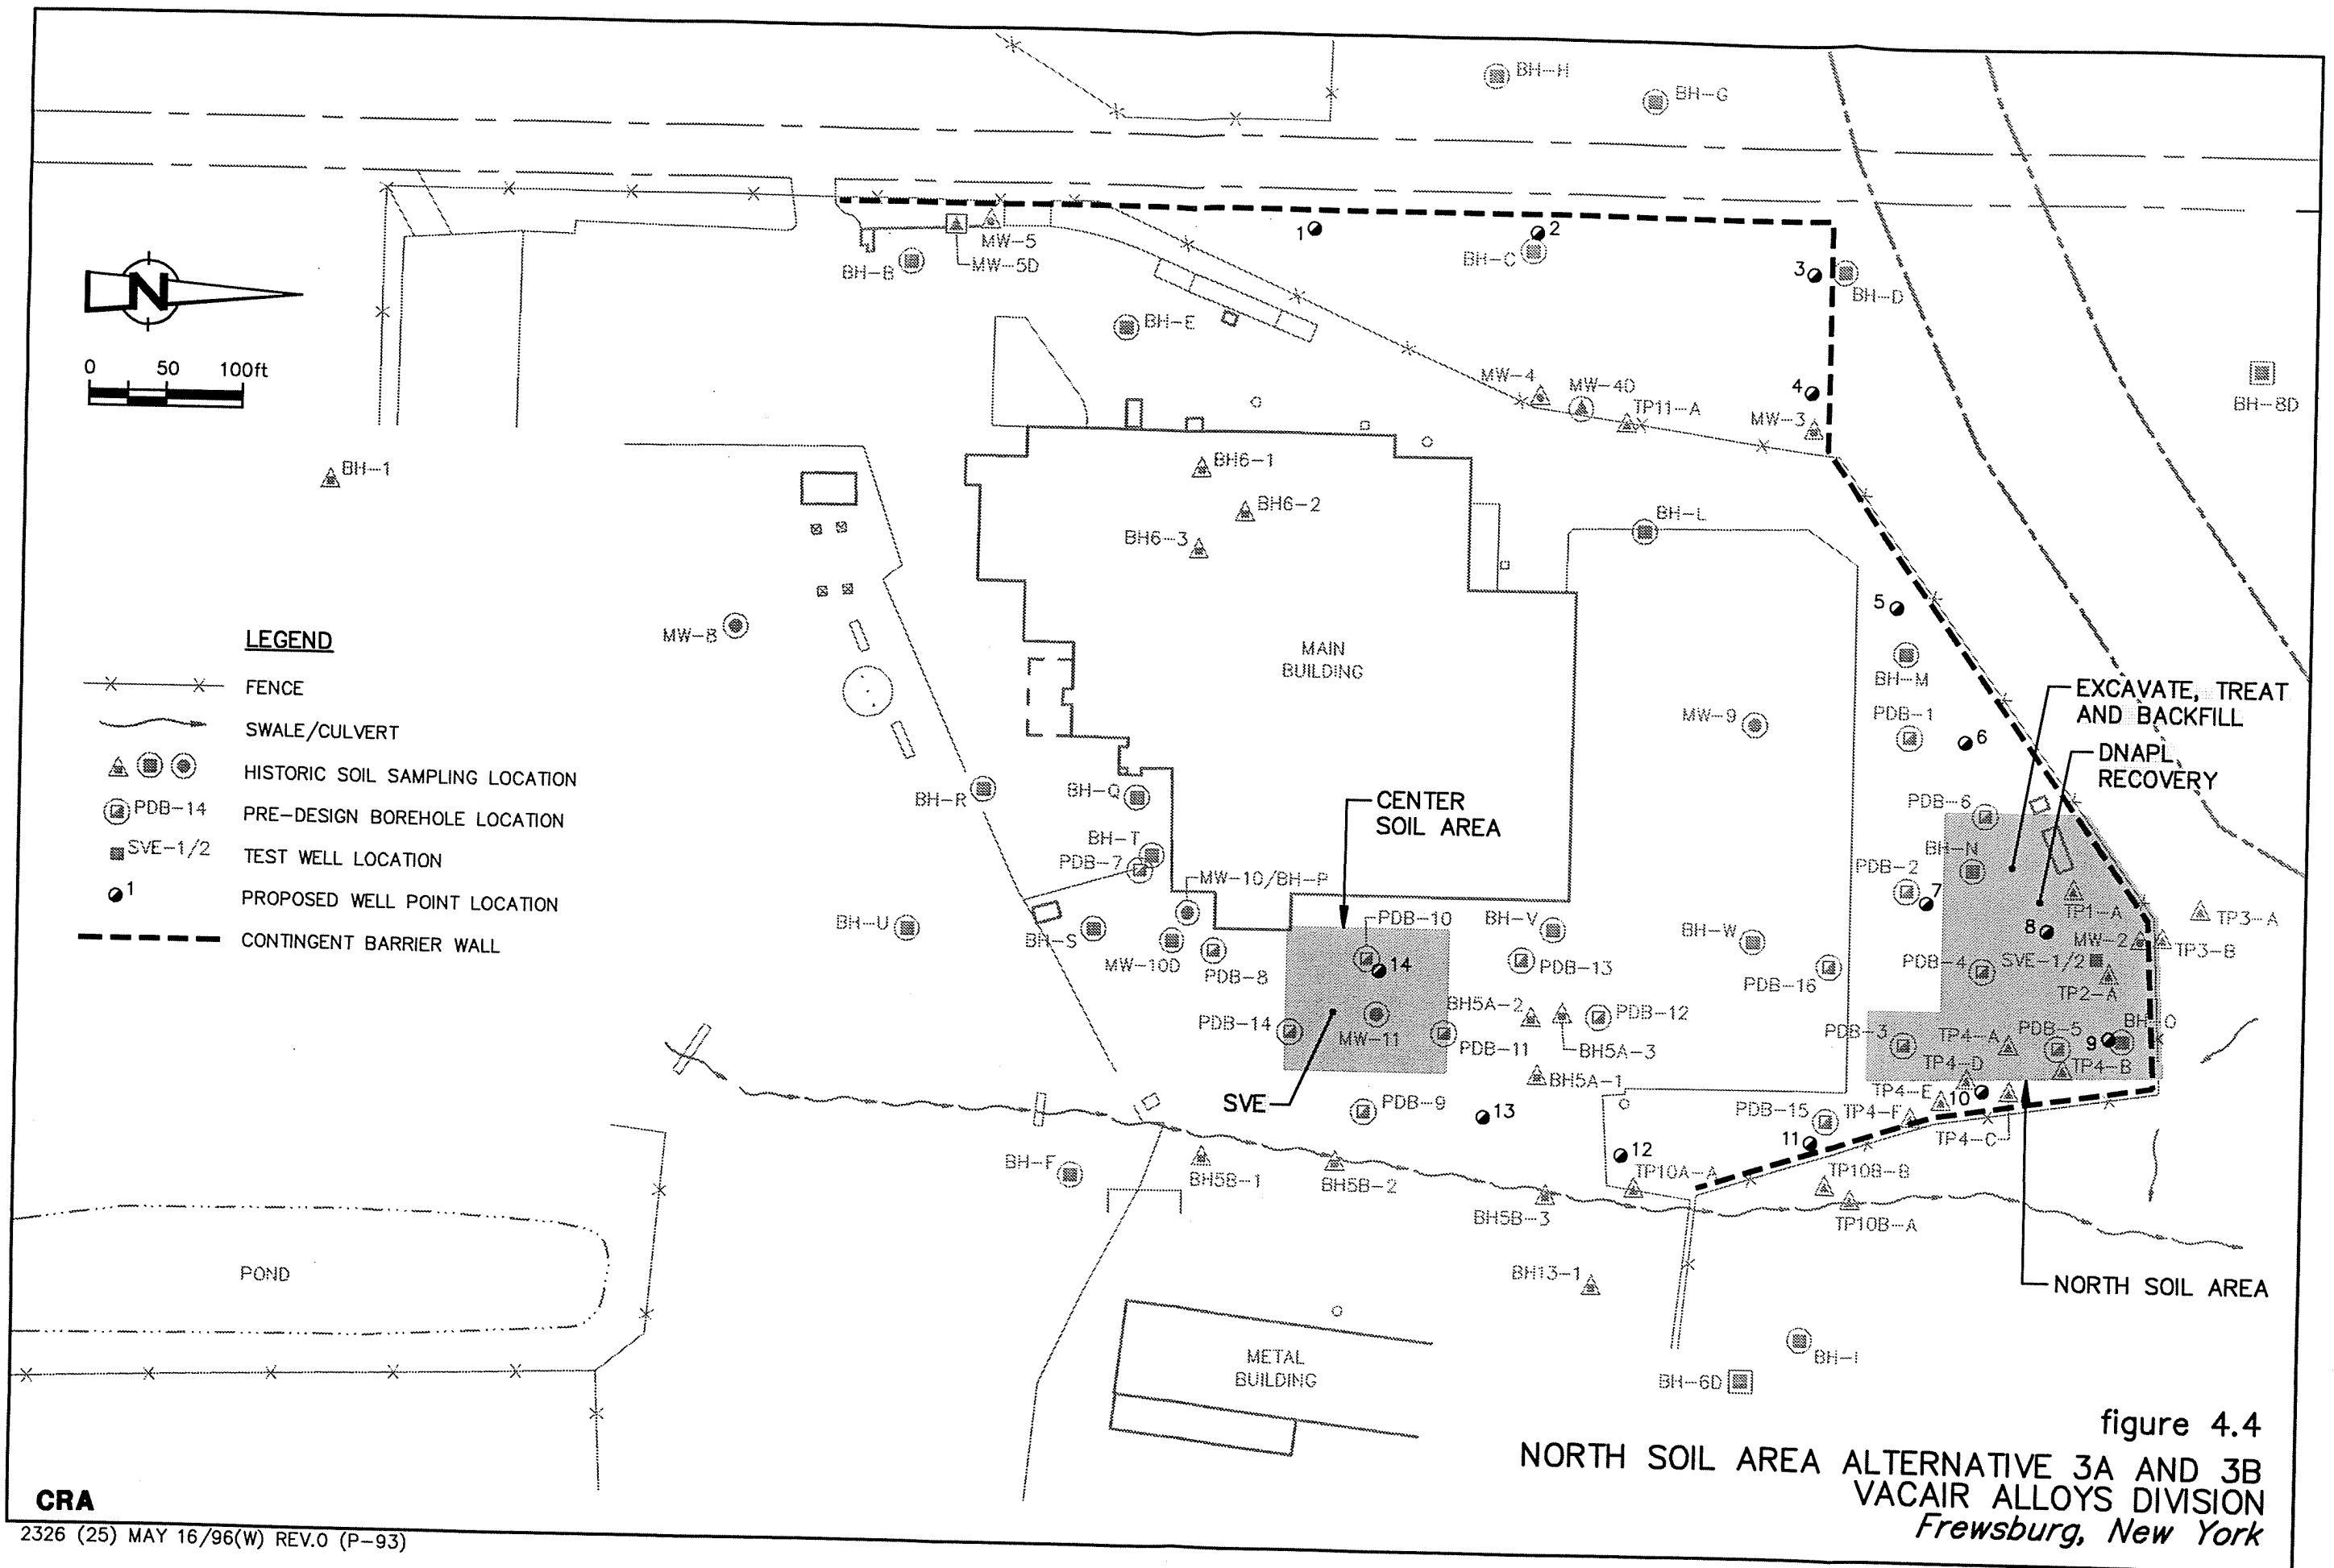 BH-H
BH-G
1
2
BH-C
3
BH-D
MW-5
MW-5D
BH-B
BH-E
N
0 50 100ft
MW-4
MW-4D
TP11-A
4
MW-3
BH-8D
BH-1
BH6-1
BH6-2
BH6-3
BH-L
MW-8
MAIN
BUILDING
5
BH-M
PDB-1
6
MW-9
EXCAVATE, TREAT
AND BACKFILL
DNAPL
RECOVERY
LEGEND
FENCE
SWALE/CULVERT
HISTORIC SOIL SAMPLING LOCATION
PDB-14 PRE-DESIGN BOREHOLE LOCATION
SVE-1/2 TEST WELL LOCATION
1 PROPOSED WELL POINT LOCATION
CONTINGENT BARRIER WALL
BH-R
BH-Q
BH-T
PDB-7
MW-10/BH-P
CENTER
SOIL AREA
PDB-6
BH-N
PDB-2
7
TP1-A
TP3-A
8
MW-2
TP3-B
SVE-1/2
PDB-4
TP2-A
BH-U
BH-S
MW-10D
PDB-8
PDB-10
14
BH-V
PDB-13
BH-W
PDB-16
PDB-14
MW-11
PDB-11
BH5A-2
PDB-12
BH5A-3
BH5A-1
PDB-3
TP4-A
PDB-5
9
BH-O
TP4-D
TP4-B
TP4-E
10
TP4-F
TP4-C
SVE
PDB-9
13
PDB-15
11
12
TP10A-A
TP10B-B
TP10B-A
BH-F
BH5B-1
BH5B-2
BH5B-3
BH13-1
NORTH SOIL AREA
POND
METAL
BUILDING
BH-I
BH-6D
figure 4.4
NORTH SOIL AREA ALTERNATIVE 3A AND 3B
VACAIR ALLOYS DIVISION
Frewsburg, New York
CRA
2326 (25) MAY 16/96(W) REV.0 (P-93)